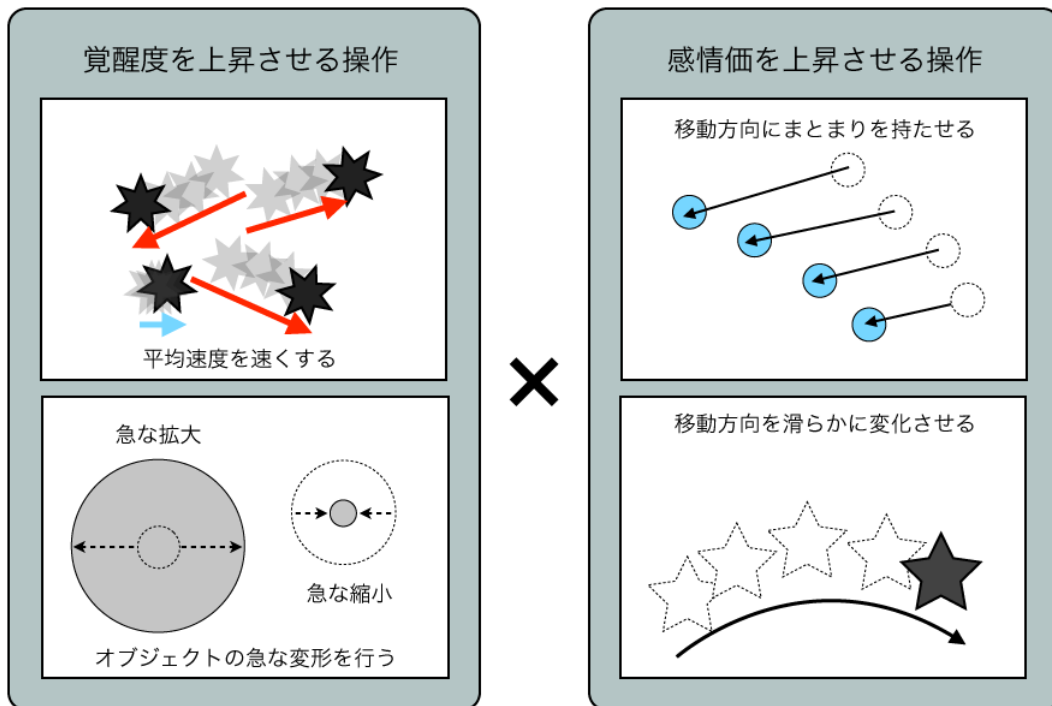 覚醒度を上昇させる操作
平均速度を速くする
急な拡大
急な縮小
オブジェクトの急な変形を行う
×
感情価を上昇させる操作
移動方向にまとまりを持たせる
移動方向を滑らかに変化させる